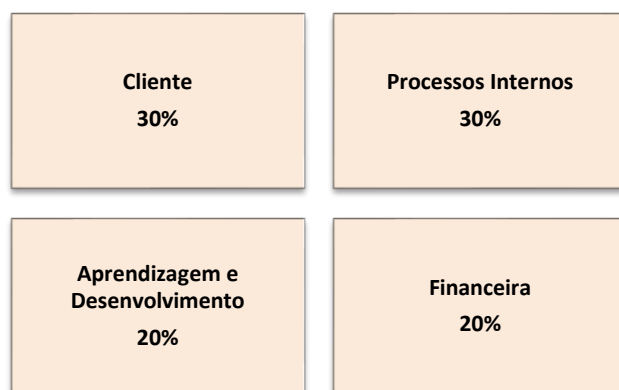 Cliente
30%
Processos Internos
30%
Aprendizagem e
Desenvolvimento
20%
Financeira
20%